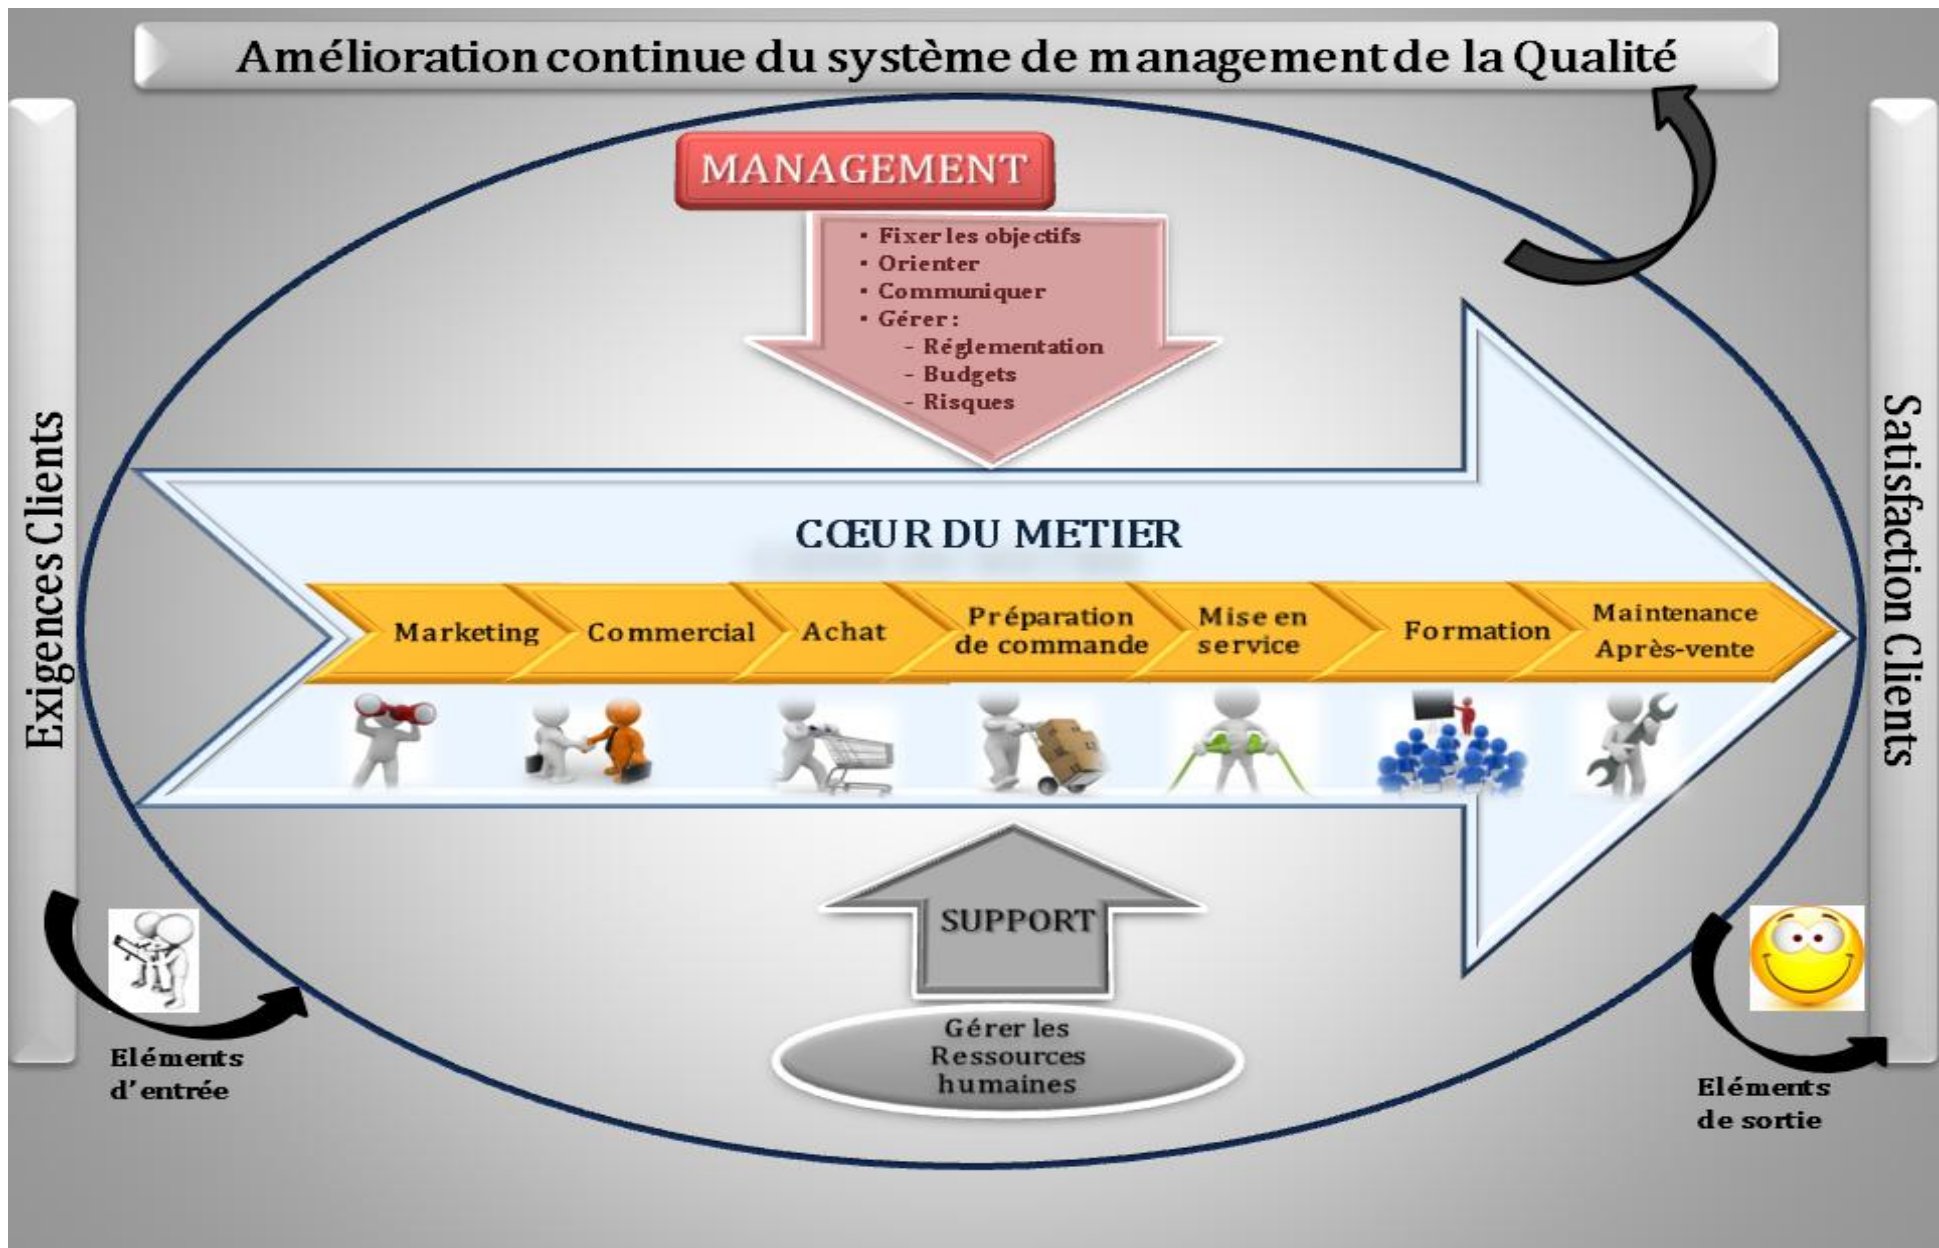 Amélioration continue du système de management de la Qualité
Exigences Clients
Satisfaction Clients
MANAGEMENT
▪ Fixer les objectifs
▪ Orienter
▪ Communiquer
▪ Gérer :
- Réglementation
- Budgets
- Risques
CŒUR DU METIER
Marketing
Commercial
Achat
Préparation
de commande
Mise en
service
Formation
Maintenance
Après-vente
SUPPORT
Gérer les
Ressources
humaines
Eléments
d'entrée
Eléments
de sortie